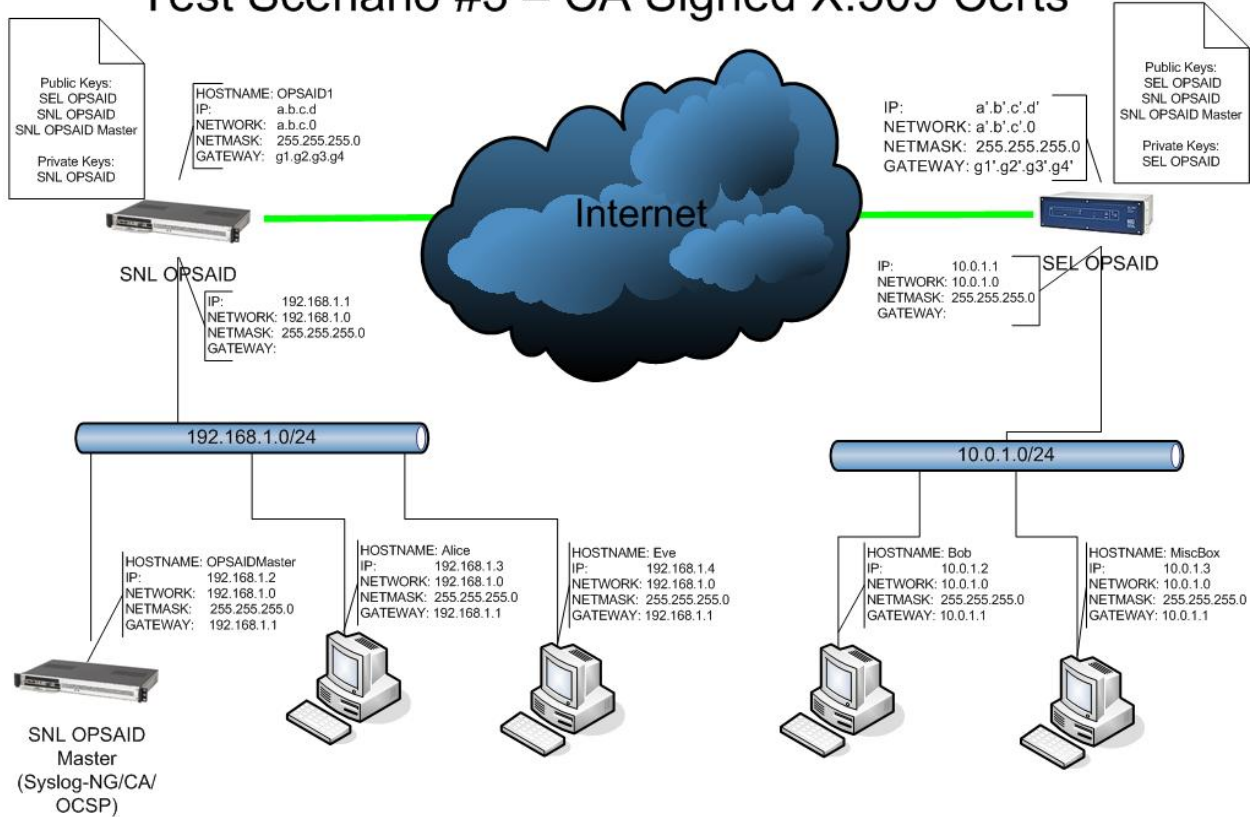 Test Scenario #3 – CA Signed X.509 Certs
Public Keys:
SEL OPSAID
SNL OPSAID
SNL OPSAID Master
Private Keys:
SNL OPSAID
HOSTNAME: OPSAID1
IP: a.b.c.d
NETWORK: a.b.c.0
NETMASK: 255.255.255.0
GATEWAY: g1.g2.g3.g4
Internet
IP: a'.b'.c'.d'
NETWORK: a'.b'.c'.0
NETMASK: 255.255.255.0
GATEWAY: g1'.g2'.g3'.g4'
Public Keys:
SEL OPSAID
SNL OPSAID
SNL OPSAID Master
Private Keys:
SEL OPSAID
SNL OPSAID
IP: 192.168.1.1
NETWORK: 192.168.1.0
NETMASK: 255.255.255.0
GATEWAY:
IP: 10.0.1.1
NETWORK: 10.0.1.0
NETMASK: 255.255.255.0
GATEWAY:
SEL OPSAID
192.168.1.0/24
10.0.1.0/24
HOSTNAME: OPSAIDMaster
IP: 192.168.1.2
NETWORK: 192.168.1.0
NETMASK: 255.255.255.0
GATEWAY: 192.168.1.1
HOSTNAME: Alice
IP: 192.168.1.3
NETWORK: 192.168.1.0
NETMASK: 255.255.255.0
GATEWAY: 192.168.1.1
HOSTNAME: Eve
IP: 192.168.1.4
NETWORK: 192.168.1.0
NETMASK: 255.255.255.0
GATEWAY: 192.168.1.1
HOSTNAME: Bob
IP: 10.0.1.2
NETWORK: 10.0.1.0
NETMASK: 255.255.255.0
GATEWAY: 10.0.1.1
HOSTNAME: MiscBox
IP: 10.0.1.3
NETWORK: 10.0.1.0
NETMASK: 255.255.255.0
GATEWAY: 10.0.1.1
SNL OPSAID
Master
(Syslog-NG/CA/
OCSP)